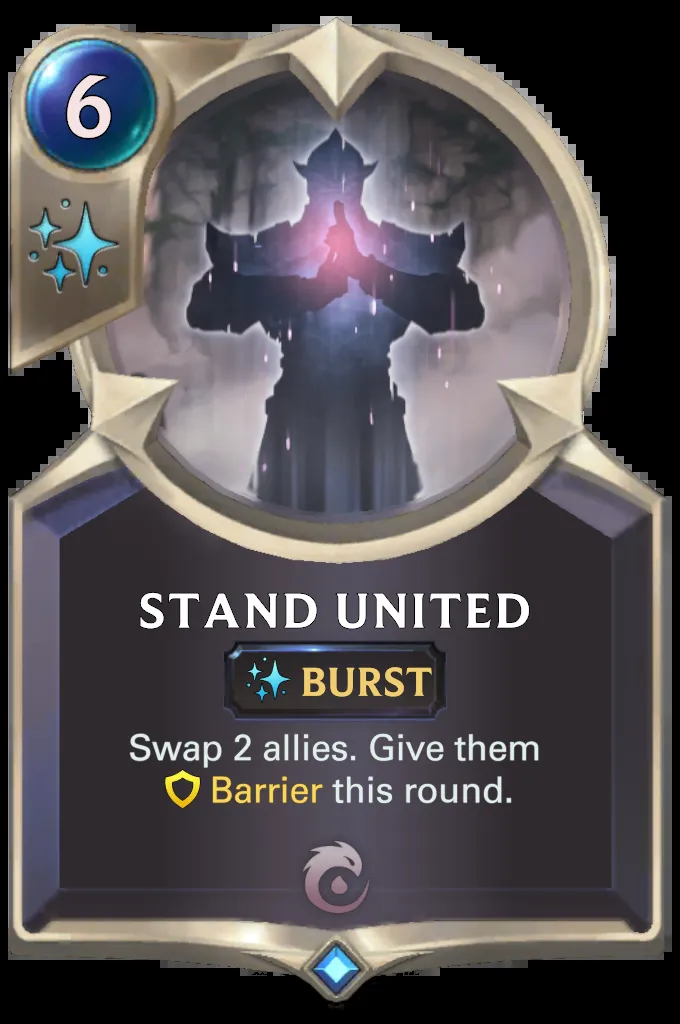 6
STAND UNITED
BURST
Swap 2 allies. Give them
Barrier this round.